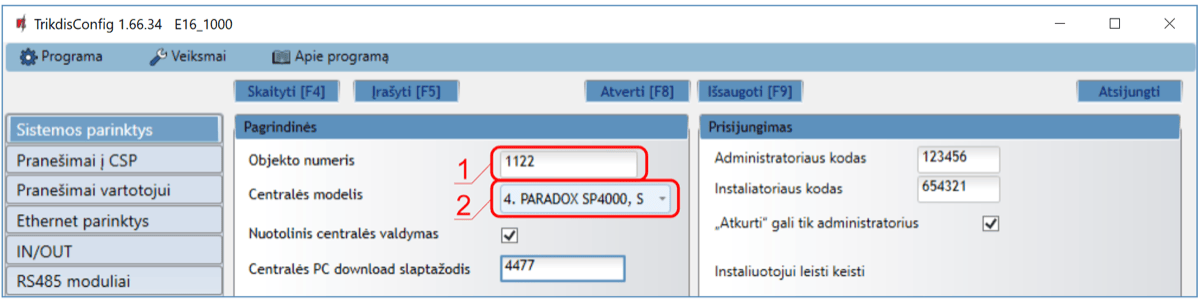 TrikdisConfig 1.66.34 E16_1000
Programa Veiksmai Apie programą
Skaityti [F4] Įrašyti [F5] Atverti [F8] Išsaugoti [F9] Atsijungti
Sistemos parinktys
Pranešimai į CSP
Pranešimai vartotojui
Ethernet parinktys
IN/OUT
RS485 moduliai
Pagrindinės
Objekto numeris 1 1122
Centralės modelis 2 4. PARADOX SP4000, S
Nuotolinis centralės valdymas
Centralės PC download slaptažodis 4477
Prisijungimas
Administratoriaus kodas 123456
Instaliatoriaus kodas 654321
„Atkurti“ gali tik administratorius
Instaliuotojui leisti keisti